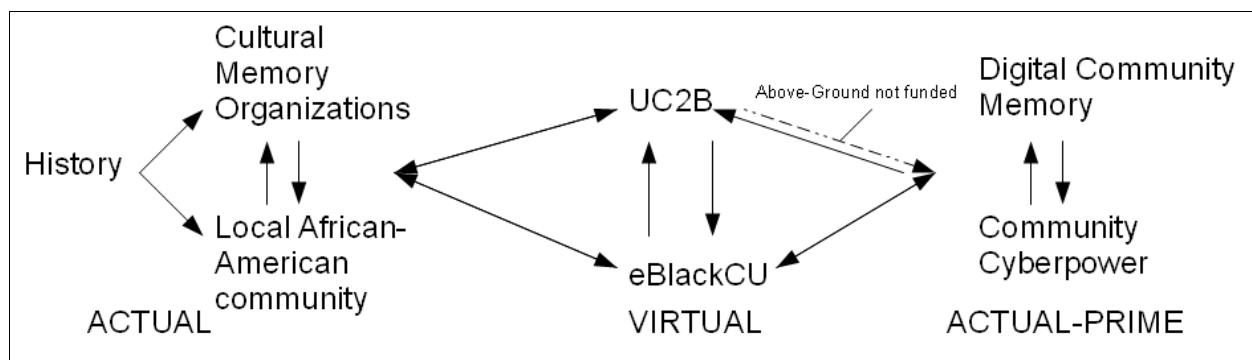 Cultural
Memory
Organizations
History
Local African-
American
community
ACTUAL
UC2B
Above-Ground not funded
eBlackCU
VIRTUAL
Digital Community
Memory
Community
Cyberpower
ACTUAL-PRIME